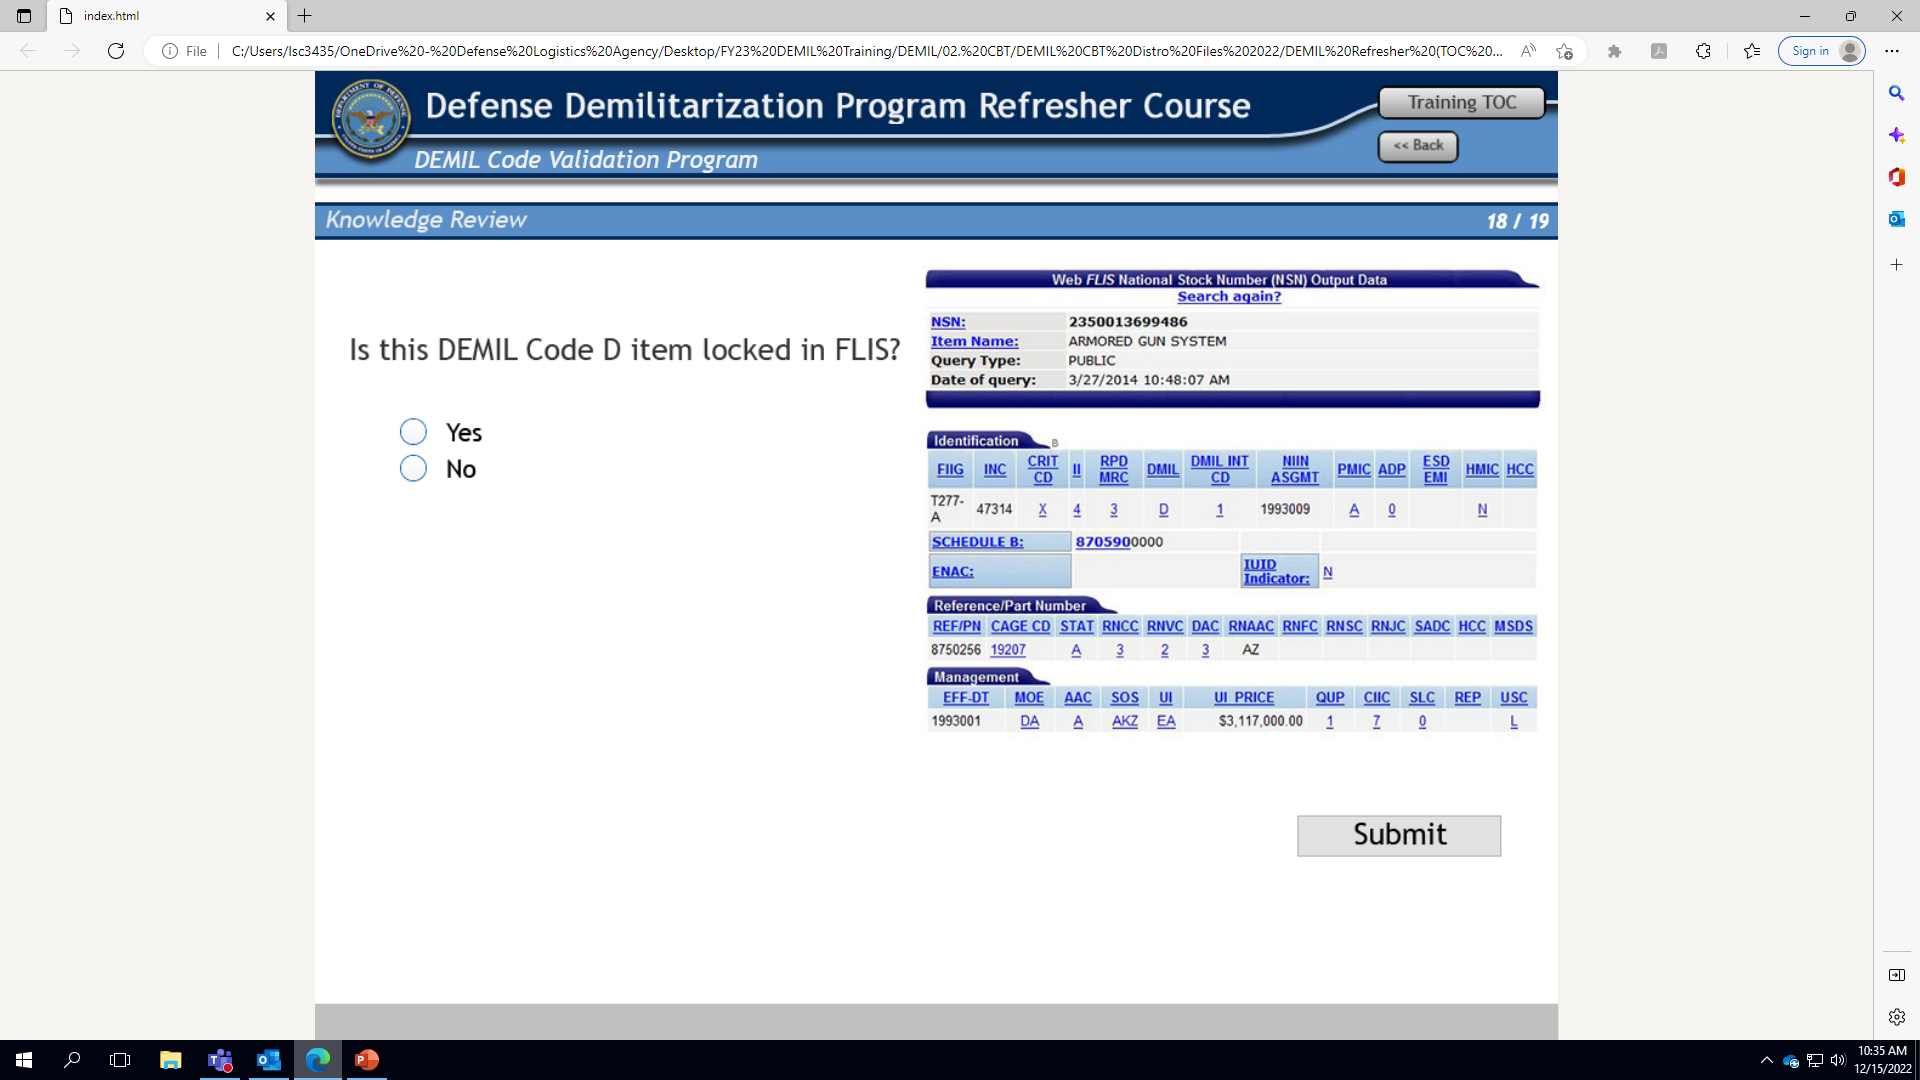 index.html
File
C:/Users/lsc3435/OneDrive%20-%20Defense%20Logistics%20Agency/Desktop/FY23%20DEMIL%20Training/DEMIL/02.%20CBT/DEMIL%20CBT%20Distro%20Files%202022/DEMIL%20Refresher%20(TOC%20...
Sign in
Defense Demilitarization Program Refresher Course
Training TOC
<< Back
DEMIL Code Validation Program
Knowledge Review
18 / 19
Web FLIS National Stock Number (NSN) Output Data
Search again?
NSN: 2350013699486
Item Name: ARMORED GUN SYSTEM
Query Type: PUBLIC
Date of query: 3/27/2014 10:48:07 AM
Is this DEMIL Code D item locked in FLIS?
Yes
No
Identification B
FIIG INC CRIT CD II RPD MRC DMIL DMIL INT CD NIIN ASGMT PMIC ADP ESD EMI HMIC HCC
T277-A 47314 X 4 3 D 1 1993009 A 0 N
SCHEDULE B: 8705900000
ENAC: IUID Indicator: N
Reference/Part Number
REF/PN CAGE CD STAT RNCC RNVC DAC RNAAC RNFC RNSC RNJC SADC HCC MSDS
8750256 19207 A 3 2 3 AZ
Management
EFF-DT MOE AAC SOS UI UI PRICE QUP CIIC SLC REP USC
1993001 DA A AKZ EA $3,117,000.00 1 7 0 L
Submit
10:35 AM
12/15/2022